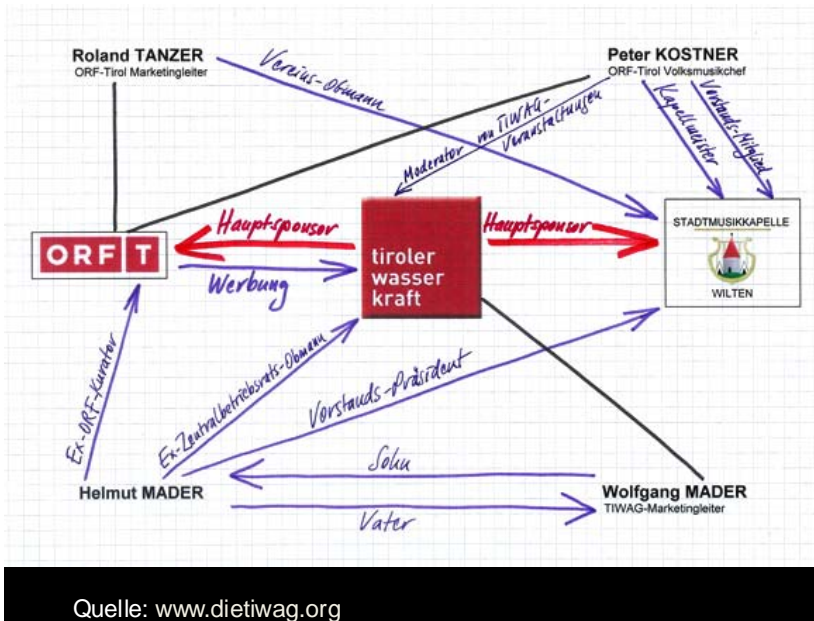 Roland TANZER
ORF-Tirol Marketingleiter
Peter KOSTNER
ORF-Tirol Volksmusikchef
Vereins-Obmann
Moderator von TIWAG-
Veranstaltungen
Kapellmeister
Vorstands-Mitglied
ORF T
Hauptsponsor
Werbung
tiroler
wasser
kraft
Hauptsponsor
STADTMUSIKKAPELLE
WILTEN
Ex-ORF-Kurator
Ex-Zentralbetriebsrats-Obmann
Vorstands-Präsident
Helmut MADER
Sohn
Vater
Wolfgang MADER
TIWAG-Marketingleiter
Quelle: www.dietiwag.org